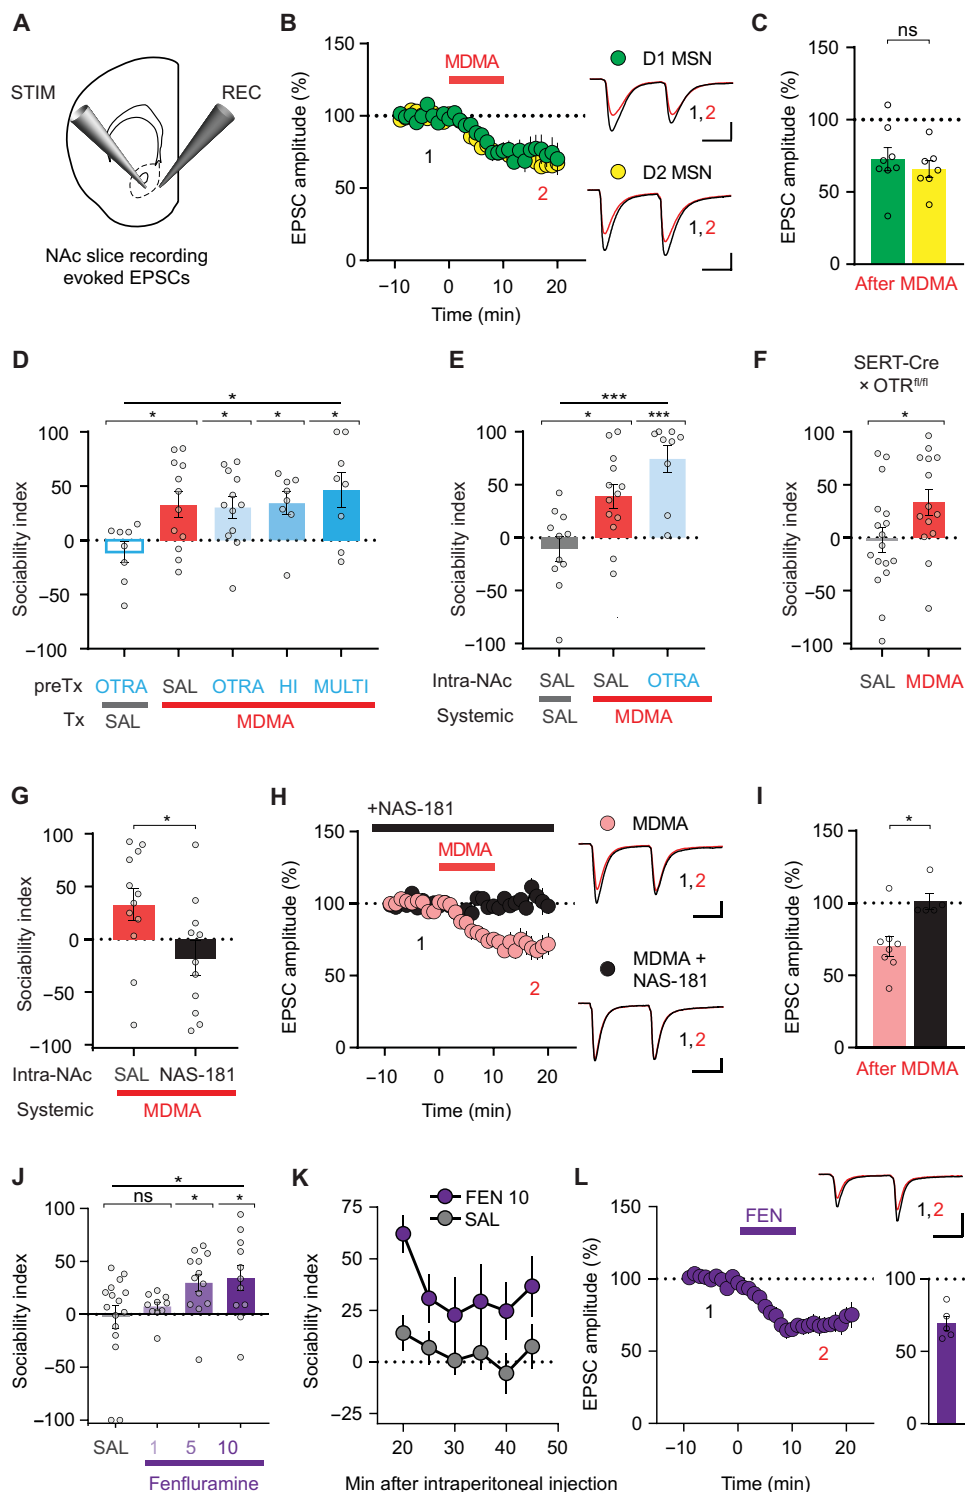 A
STIM
REC
NAc slice recording
evoked EPSCs
B
EPSC amplitude (%)
150
100
50
0
MDMA
1
2
−10
0
10
20
Time (min)
D1 MSN
1,2
D2 MSN
1,2
C
EPSC amplitude (%)
150
100
50
0
ns
After MDMA
D
Sociability index
100
50
0
−50
−100
*
* * * *
preTx OTRA SAL OTRA HI MULTI
Tx SAL MDMA
E
Sociability index
100
50
0
−50
−100
***
* ***
Intra-NAc SAL SAL OTRA
Systemic SAL MDMA
F
SERT-Cre
× OTRfl/fl
Sociability index
100
50
0
−50
−100
*
SAL MDMA
G
Sociability index
100
50
0
−50
−100
*
Intra-NAc SAL NAS-181
Systemic MDMA
H
+NAS-181
EPSC amplitude (%)
150
100
50
0
MDMA
1
2
−10
0
10
20
Time (min)
MDMA
1,2
MDMA +
NAS-181
1,2
I
EPSC amplitude (%)
150
100
50
0
*
After MDMA
J
Sociability index
100
50
0
−50
−100
*
ns * *
SAL 1 5 10
Fenfluramine
K
Sociability index
75
50
25
0
−25
FEN 10
SAL
20 30 40 50
Min after intraperitoneal injection
L
EPSC amplitude (%)
150
100
50
0
FEN
1
2
−10
0
10
20
Time (min)
1,2
100
50
0